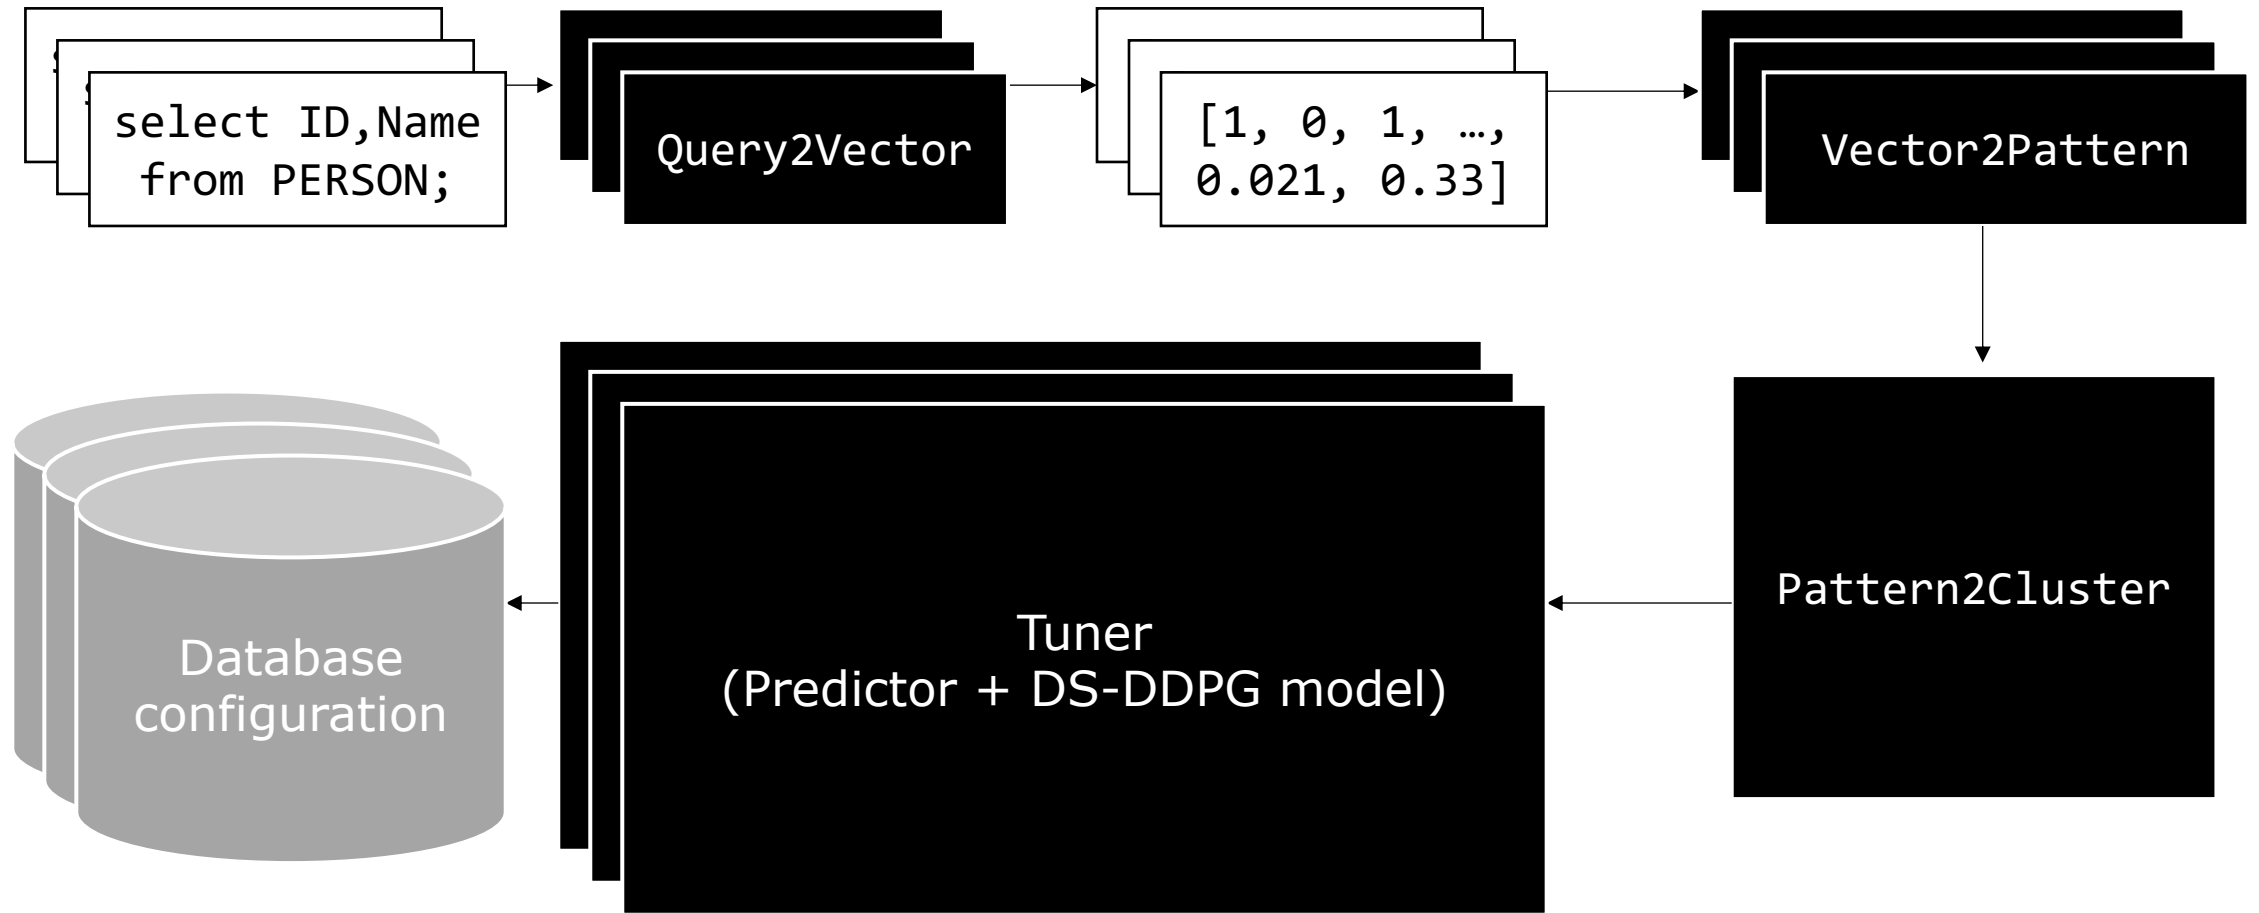 select ID,Name
from PERSON;
Query2Vector
[1, 0, 1, …,
0.021, 0.33]
Vector2Pattern
Database
configuration
Tuner
(Predictor + DS-DDPG model)
Pattern2Cluster